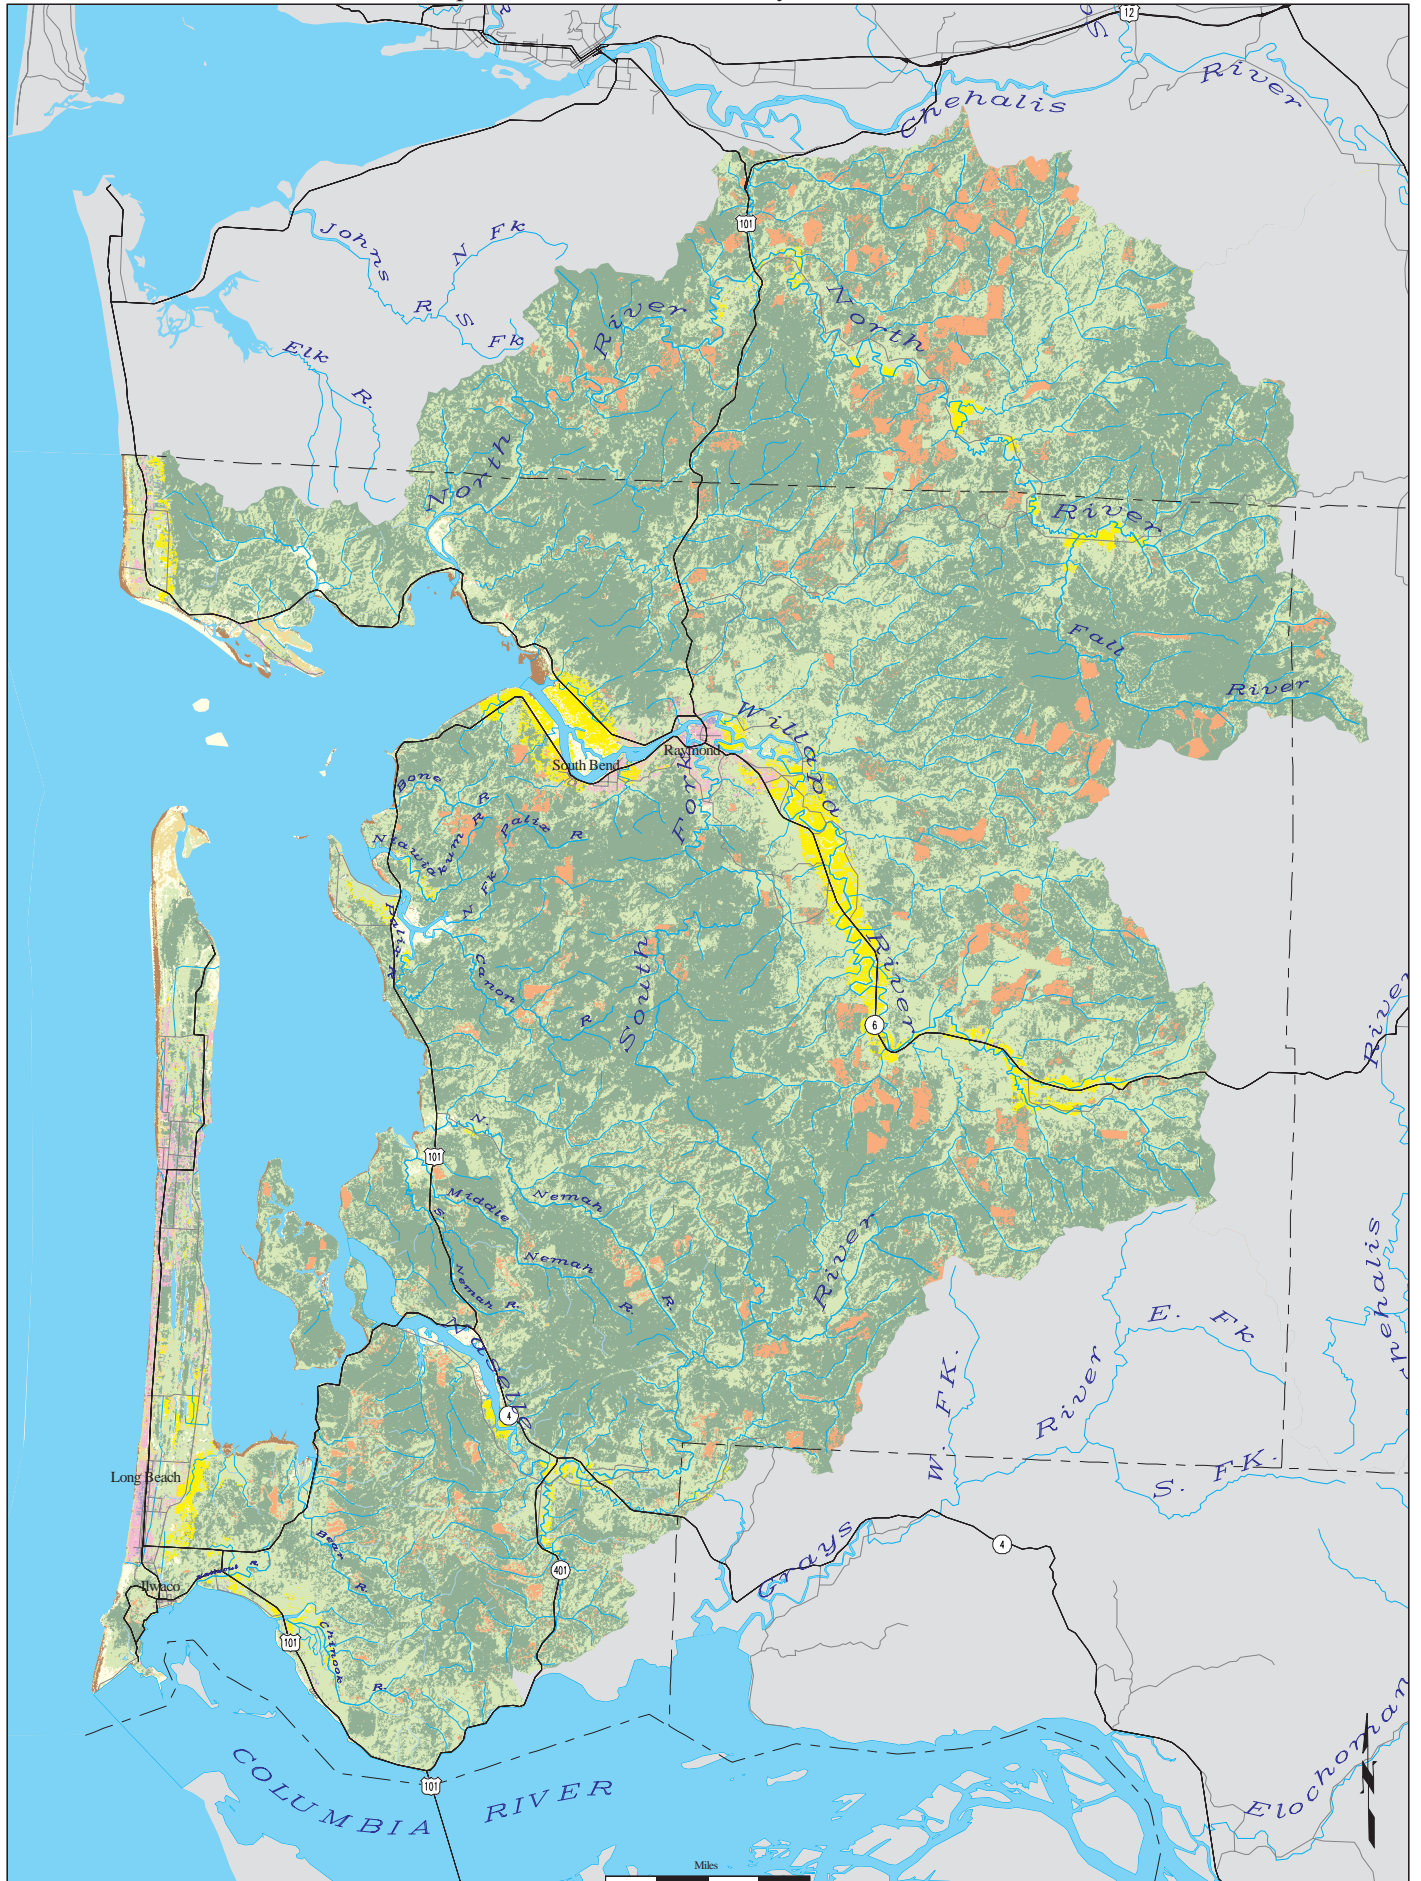 12
River
Chehalis
101
Johns
N Fk
R
S
Fk
River
North
Elk
R.
North
River
Fall
River
Willapa
Raymond
South Bend
Fork
Bone
R
Niawiakum R
Palix R
N Fk
Palix R
Canon
R
South
River
6
River
N.
101
Middle
Nemah
S.
Nemah
Nemah R.
R.
R
River
Naselle
E. Fk
Chehalis
W. FK.
River
4
S. FK.
Long Beach
Bear
R.
Grays
4
401
Ilwaco
R
101
Chinook
R.
Elochoman
COLUMBIA RIVER
101
Miles
N